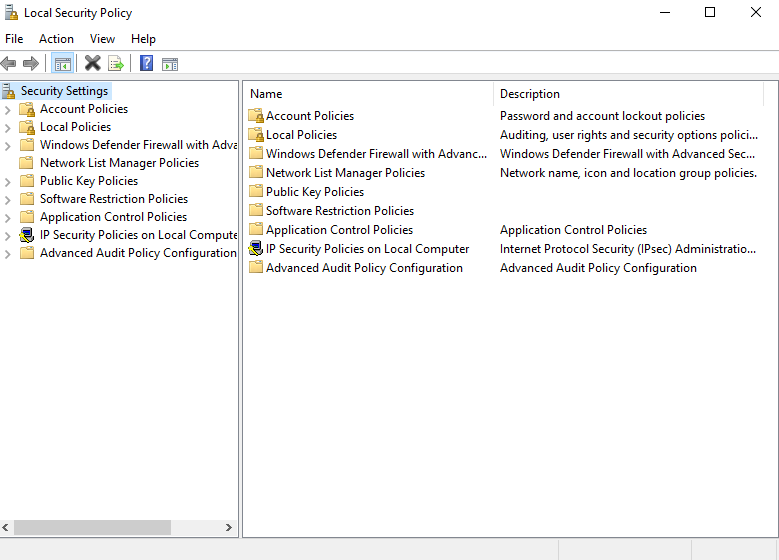 Local Security Policy
File Action View Help
Security Settings
Account Policies
Local Policies
Windows Defender Firewall with Adva
Network List Manager Policies
Public Key Policies
Software Restriction Policies
Application Control Policies
IP Security Policies on Local Compute
Advanced Audit Policy Configuration
Name Description
Account Policies Password and account lockout policies
Local Policies Auditing, user rights and security options polici...
Windows Defender Firewall with Advanc... Windows Defender Firewall with Advanced Sec...
Network List Manager Policies Network name, icon and location group policies.
Public Key Policies
Software Restriction Policies
Application Control Policies Application Control Policies
IP Security Policies on Local Computer Internet Protocol Security (IPsec) Administratio...
Advanced Audit Policy Configuration Advanced Audit Policy Configuration